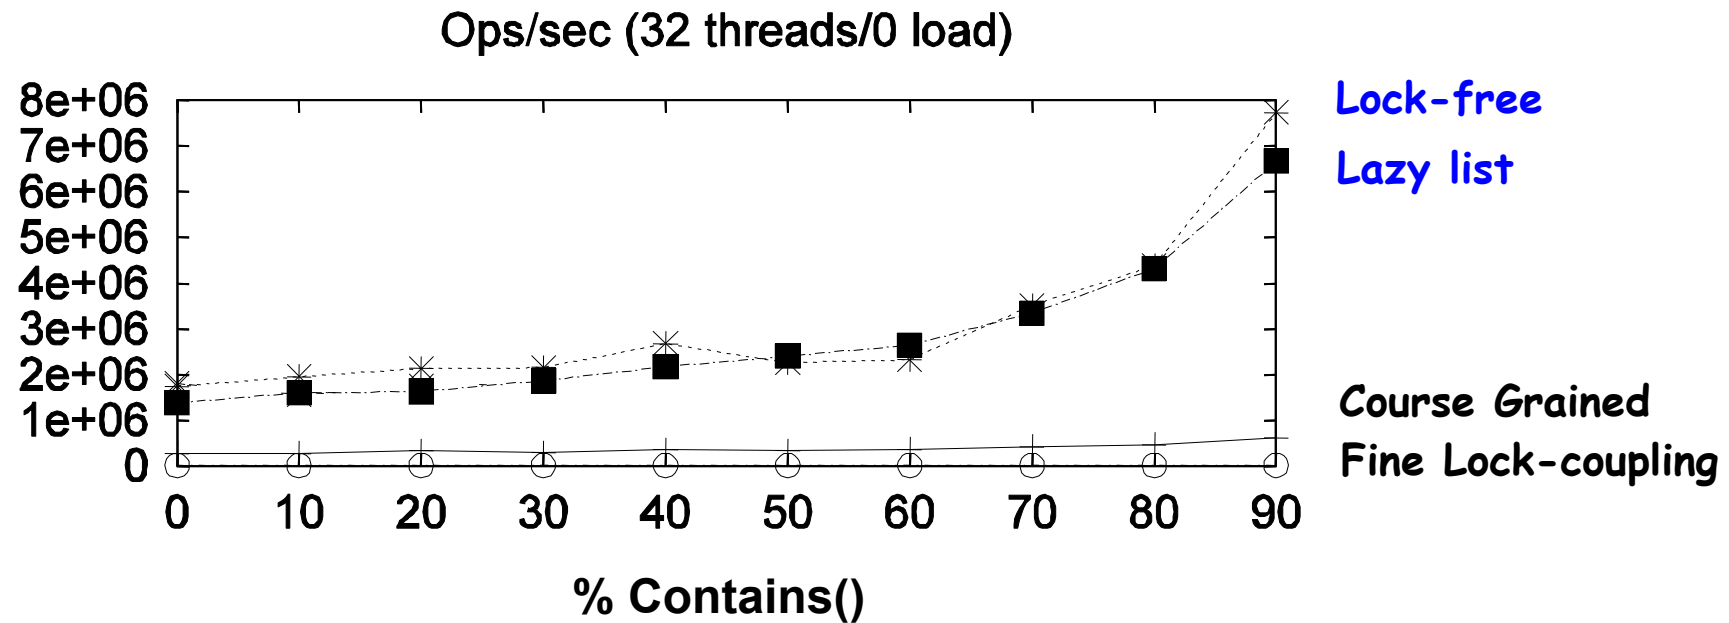 Ops/sec (32 threads/0 load)
8e+06
7e+06
6e+06
5e+06
4e+06
3e+06
2e+06
1e+06
0
0 10 20 30 40 50 60 70 80 90
% Contains()
Lock-free
Lazy list
Course Grained
Fine Lock-coupling